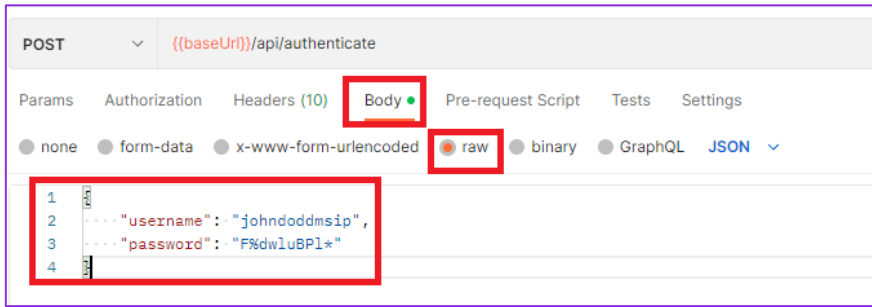 POST {{baseUrl}}/api/authenticate
Params Authorization Headers (10) Body Pre-request Script Tests Settings
none form-data x-www-form-urlencoded raw binary GraphQL JSON
1 {
2 "username": "johndoddmsip",
3 "password": "F%dwluBPl*"
4 }